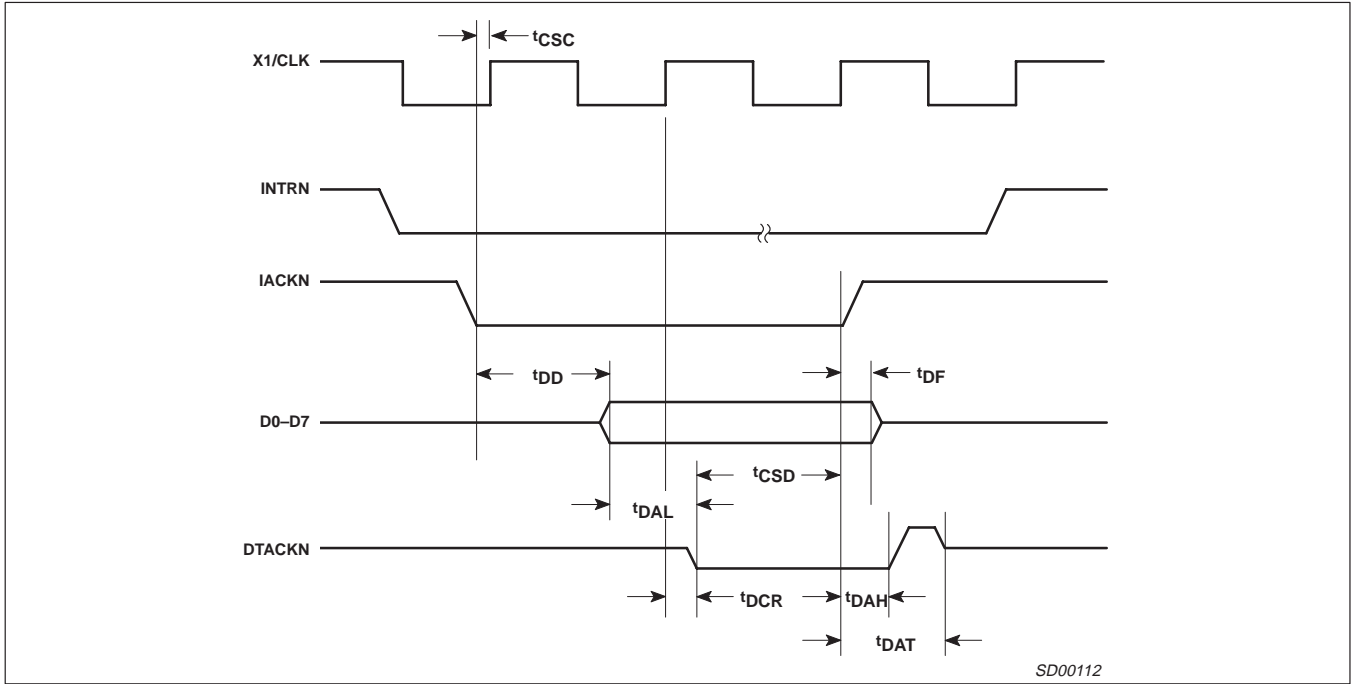 tCSC
X1/CLK
INTRN
IACKN
tDD
tDF
D0–D7
tCSD
tDAL
DTACKN
tDCR
tDAH
tDAT
SD00112